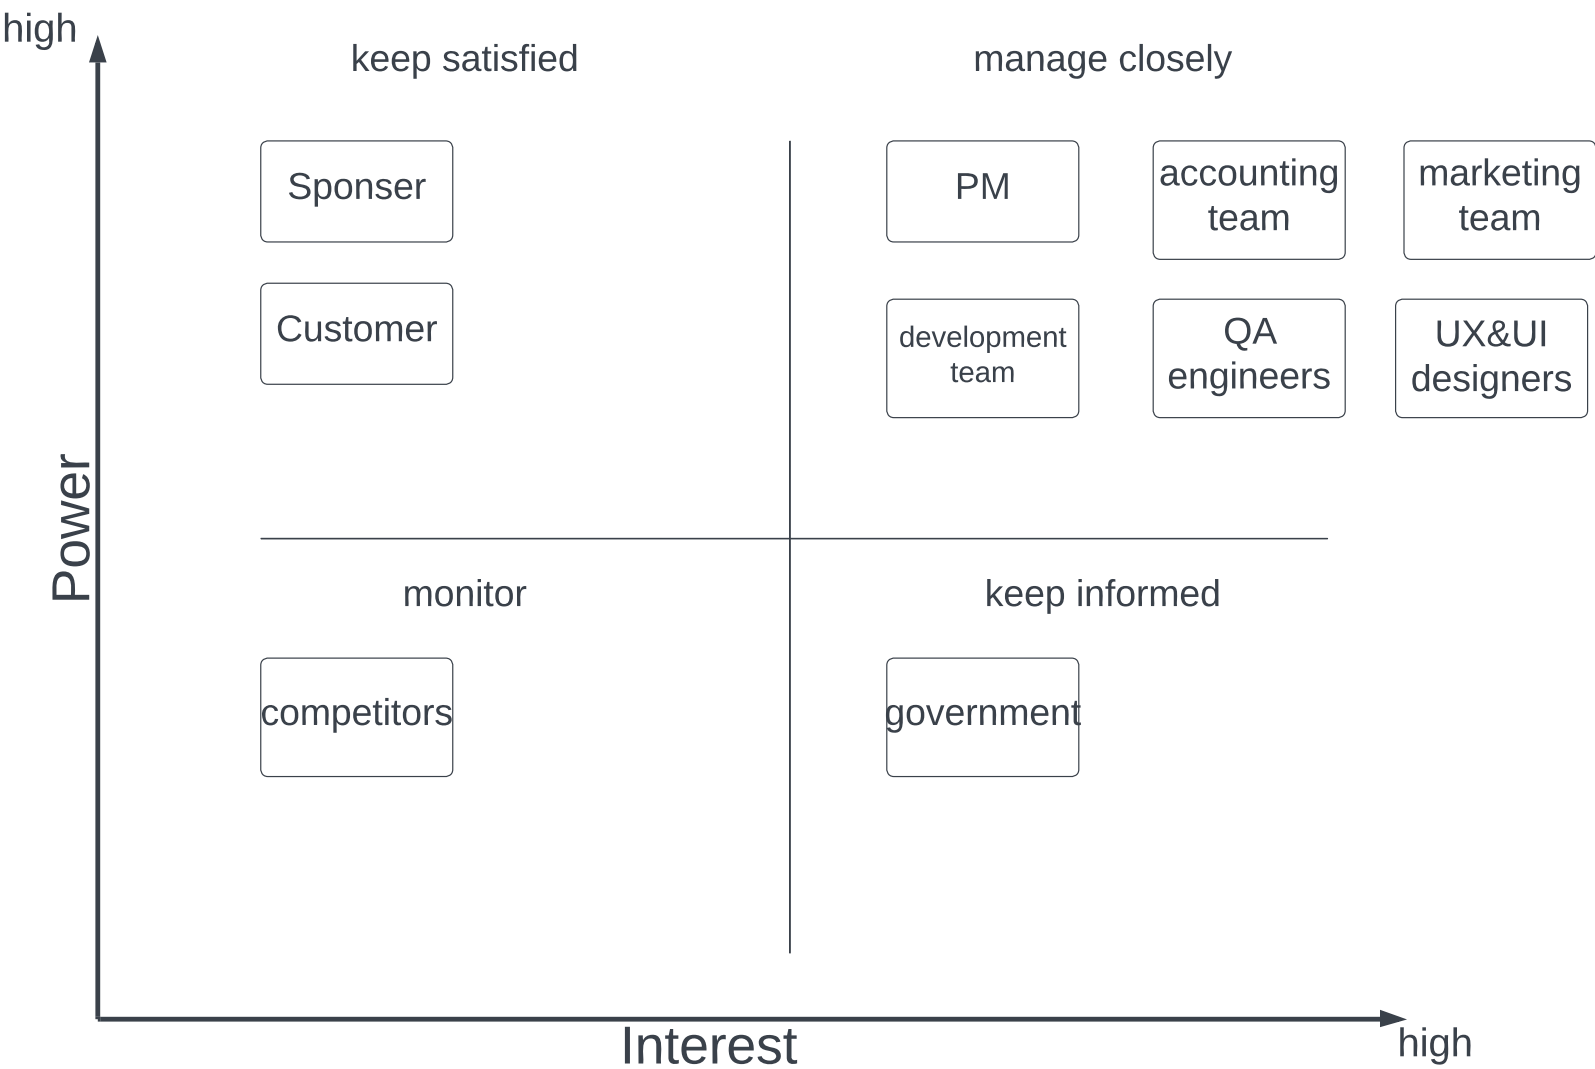 high
keep satisfied
manage closely
Sponser
PM
accounting
team
marketing
team
Customer
development
team
QA
engineers
UX&UI
designers
Power
monitor
keep informed
competitors
government
Interest
high